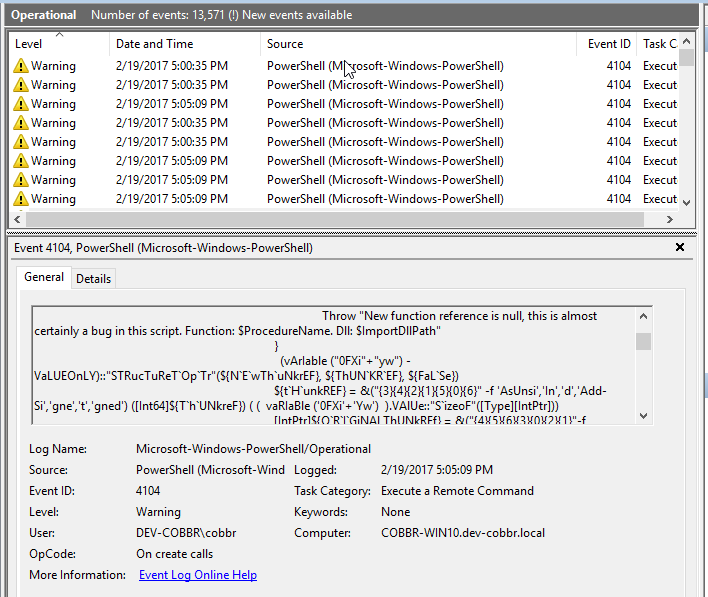 Operational Number of events: 13,571 (!) New events available
Level Date and Time Source Event ID Task C
Warning 2/19/2017 5:00:35 PM PowerShell (Microsoft-Windows-PowerShell) 4104 Execut
Warning 2/19/2017 5:00:35 PM PowerShell (Microsoft-Windows-PowerShell) 4104 Execut
Warning 2/19/2017 5:05:09 PM PowerShell (Microsoft-Windows-PowerShell) 4104 Execut
Warning 2/19/2017 5:00:35 PM PowerShell (Microsoft-Windows-PowerShell) 4104 Execut
Warning 2/19/2017 5:00:35 PM PowerShell (Microsoft-Windows-PowerShell) 4104 Execut
Warning 2/19/2017 5:05:09 PM PowerShell (Microsoft-Windows-PowerShell) 4104 Execut
Warning 2/19/2017 5:05:09 PM PowerShell (Microsoft-Windows-PowerShell) 4104 Execut
Warning 2/19/2017 5:05:09 PM PowerShell (Microsoft-Windows-PowerShell) 4104 Execut
Event 4104, PowerShell (Microsoft-Windows-PowerShell)
General Details
Throw "New function reference is null, this is almost
certainly a bug in this script. Function: $ProcedureName. Dll: $ImportDllPath"
}
(vArIable ("0FXi"+"yw") -
VaLUEOnLY)::"STRucTuReT`Op`Tr"(${N`E`wTh`uNkrEF}, ${ThUN`KR`EF}, ${FaL`Se})
${t`H`unkREF} = &("{3}{4}{2}{1}{5}{0}{6}" -f 'AsUnsi','In','d','Add-
Si','gne','t','gned') ([Int64]${T`h`UNkreF}) ( ( vaRIaBle ('0FXi'+'Yw') ).VAlUe::"S`izeoF"([Type][IntPtr]))
[IntPtr]${O`R`I`GiNALThUNkREF} = &("{4}{5}{6}{3}{0}{2}{1}"-f
Log Name: Microsoft-Windows-PowerShell/Operational
Source: PowerShell (Microsoft-Wind Logged: 2/19/2017 5:05:09 PM
Event ID: 4104 Task Category: Execute a Remote Command
Level: Warning Keywords: None
User: DEV-COBBR\cobbr Computer: COBBR-WIN10.dev-cobbr.local
OpCode: On create calls
More Information: Event Log Online Help